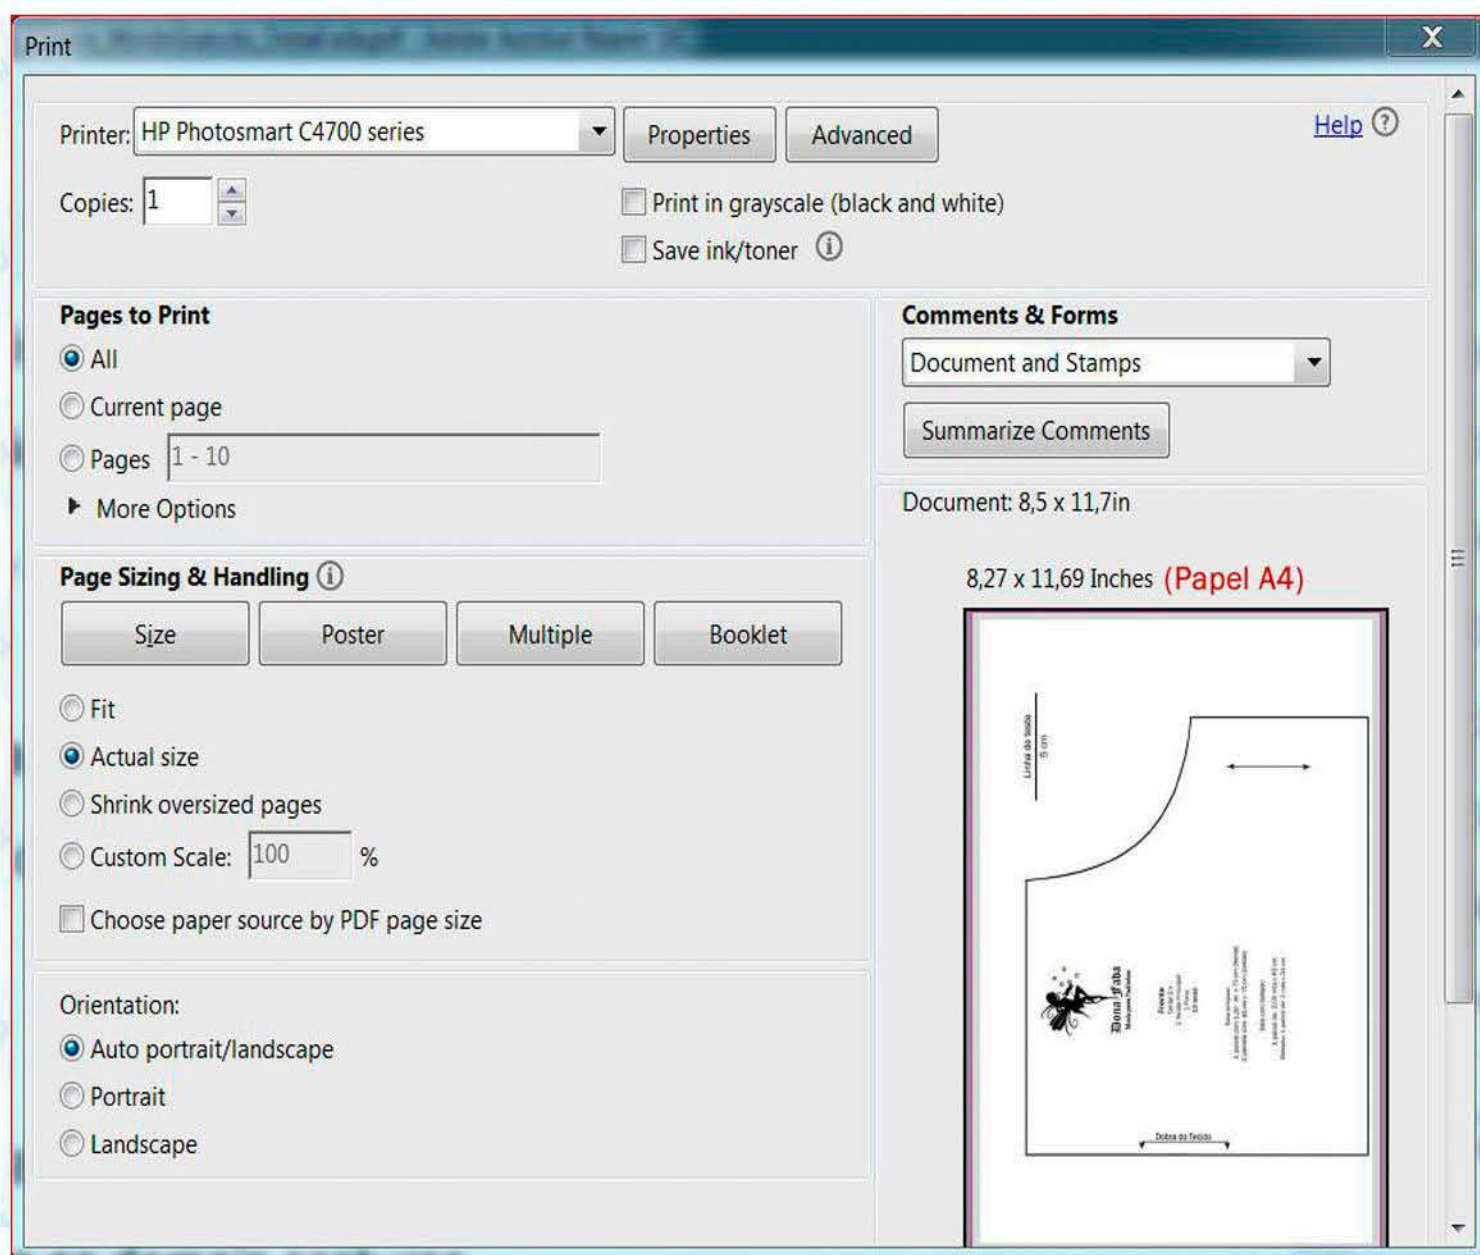 Print
X
Printer: HP Photosmart C4700 series
Properties
Advanced
Help
Copies: 1
Print in grayscale (black and white)
Save ink/toner
Pages to Print
All
Current page
Pages 1 - 10
More Options
Comments & Forms
Document and Stamps
Summarize Comments
Page Sizing & Handling
Size
Poster
Multiple
Booklet
Fit
Actual size
Shrink oversized pages
Custom Scale: 100 %
Choose paper source by PDF page size
Orientation:
Auto portrait/landscape
Portrait
Landscape
Document: 8,5 x 11,7in
8,27 x 11,69 Inches (Papel A4)
5 cm
Dona Faba
Frente
Dobra do Tecido